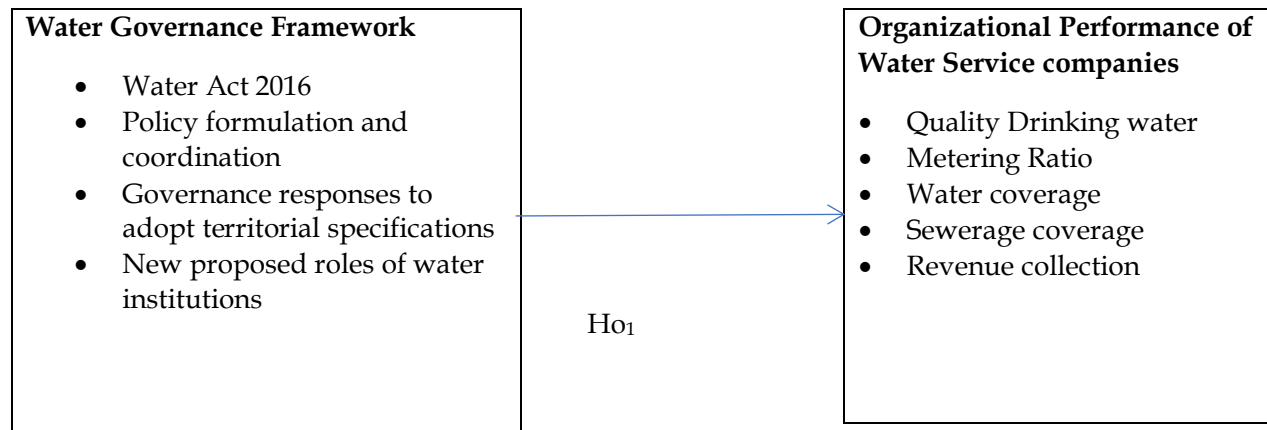 Water Governance Framework
• Water Act 2016
• Policy formulation and
coordination
• Governance responses to
adopt territorial specifications
• New proposed roles of water
institutions
Ho₁
Organizational Performance of
Water Service companies
• Quality Drinking water
• Metering Ratio
• Water coverage
• Sewerage coverage
• Revenue collection